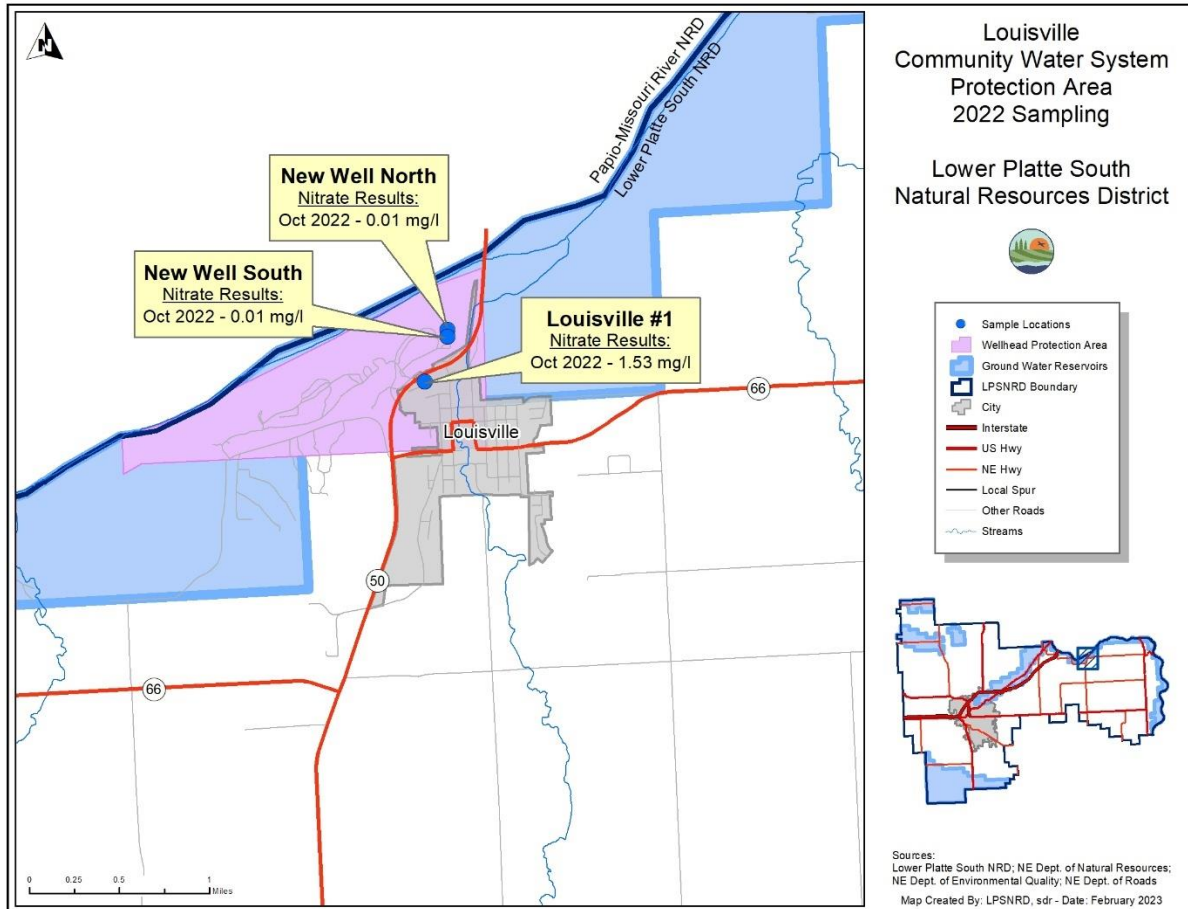 N
Papio-Missouri River NRD
Lower Platte South NRD
New Well North
Nitrate Results:
Oct 2022 - 0.01 mg/l
New Well South
Nitrate Results:
Oct 2022 - 0.01 mg/l
Louisville #1
Nitrate Results:
Oct 2022 - 1.53 mg/l
66
Louisville
50
66
0 0.25 0.5 1
Miles
Louisville
Community Water System
Protection Area
2022 Sampling
Lower Platte South
Natural Resources District
Sample Locations
Wellhead Protection Area
Ground Water Reservoirs
LPSNRD Boundary
City
Interstate
US Hwy
NE Hwy
Local Spur
Other Roads
Streams
Sources:
Lower Platte South NRD; NE Dept. of Natural Resources;
NE Dept. of Environmental Quality; NE Dept. of Roads
Map Created By: LPSNRD, sdr - Date: February 2023